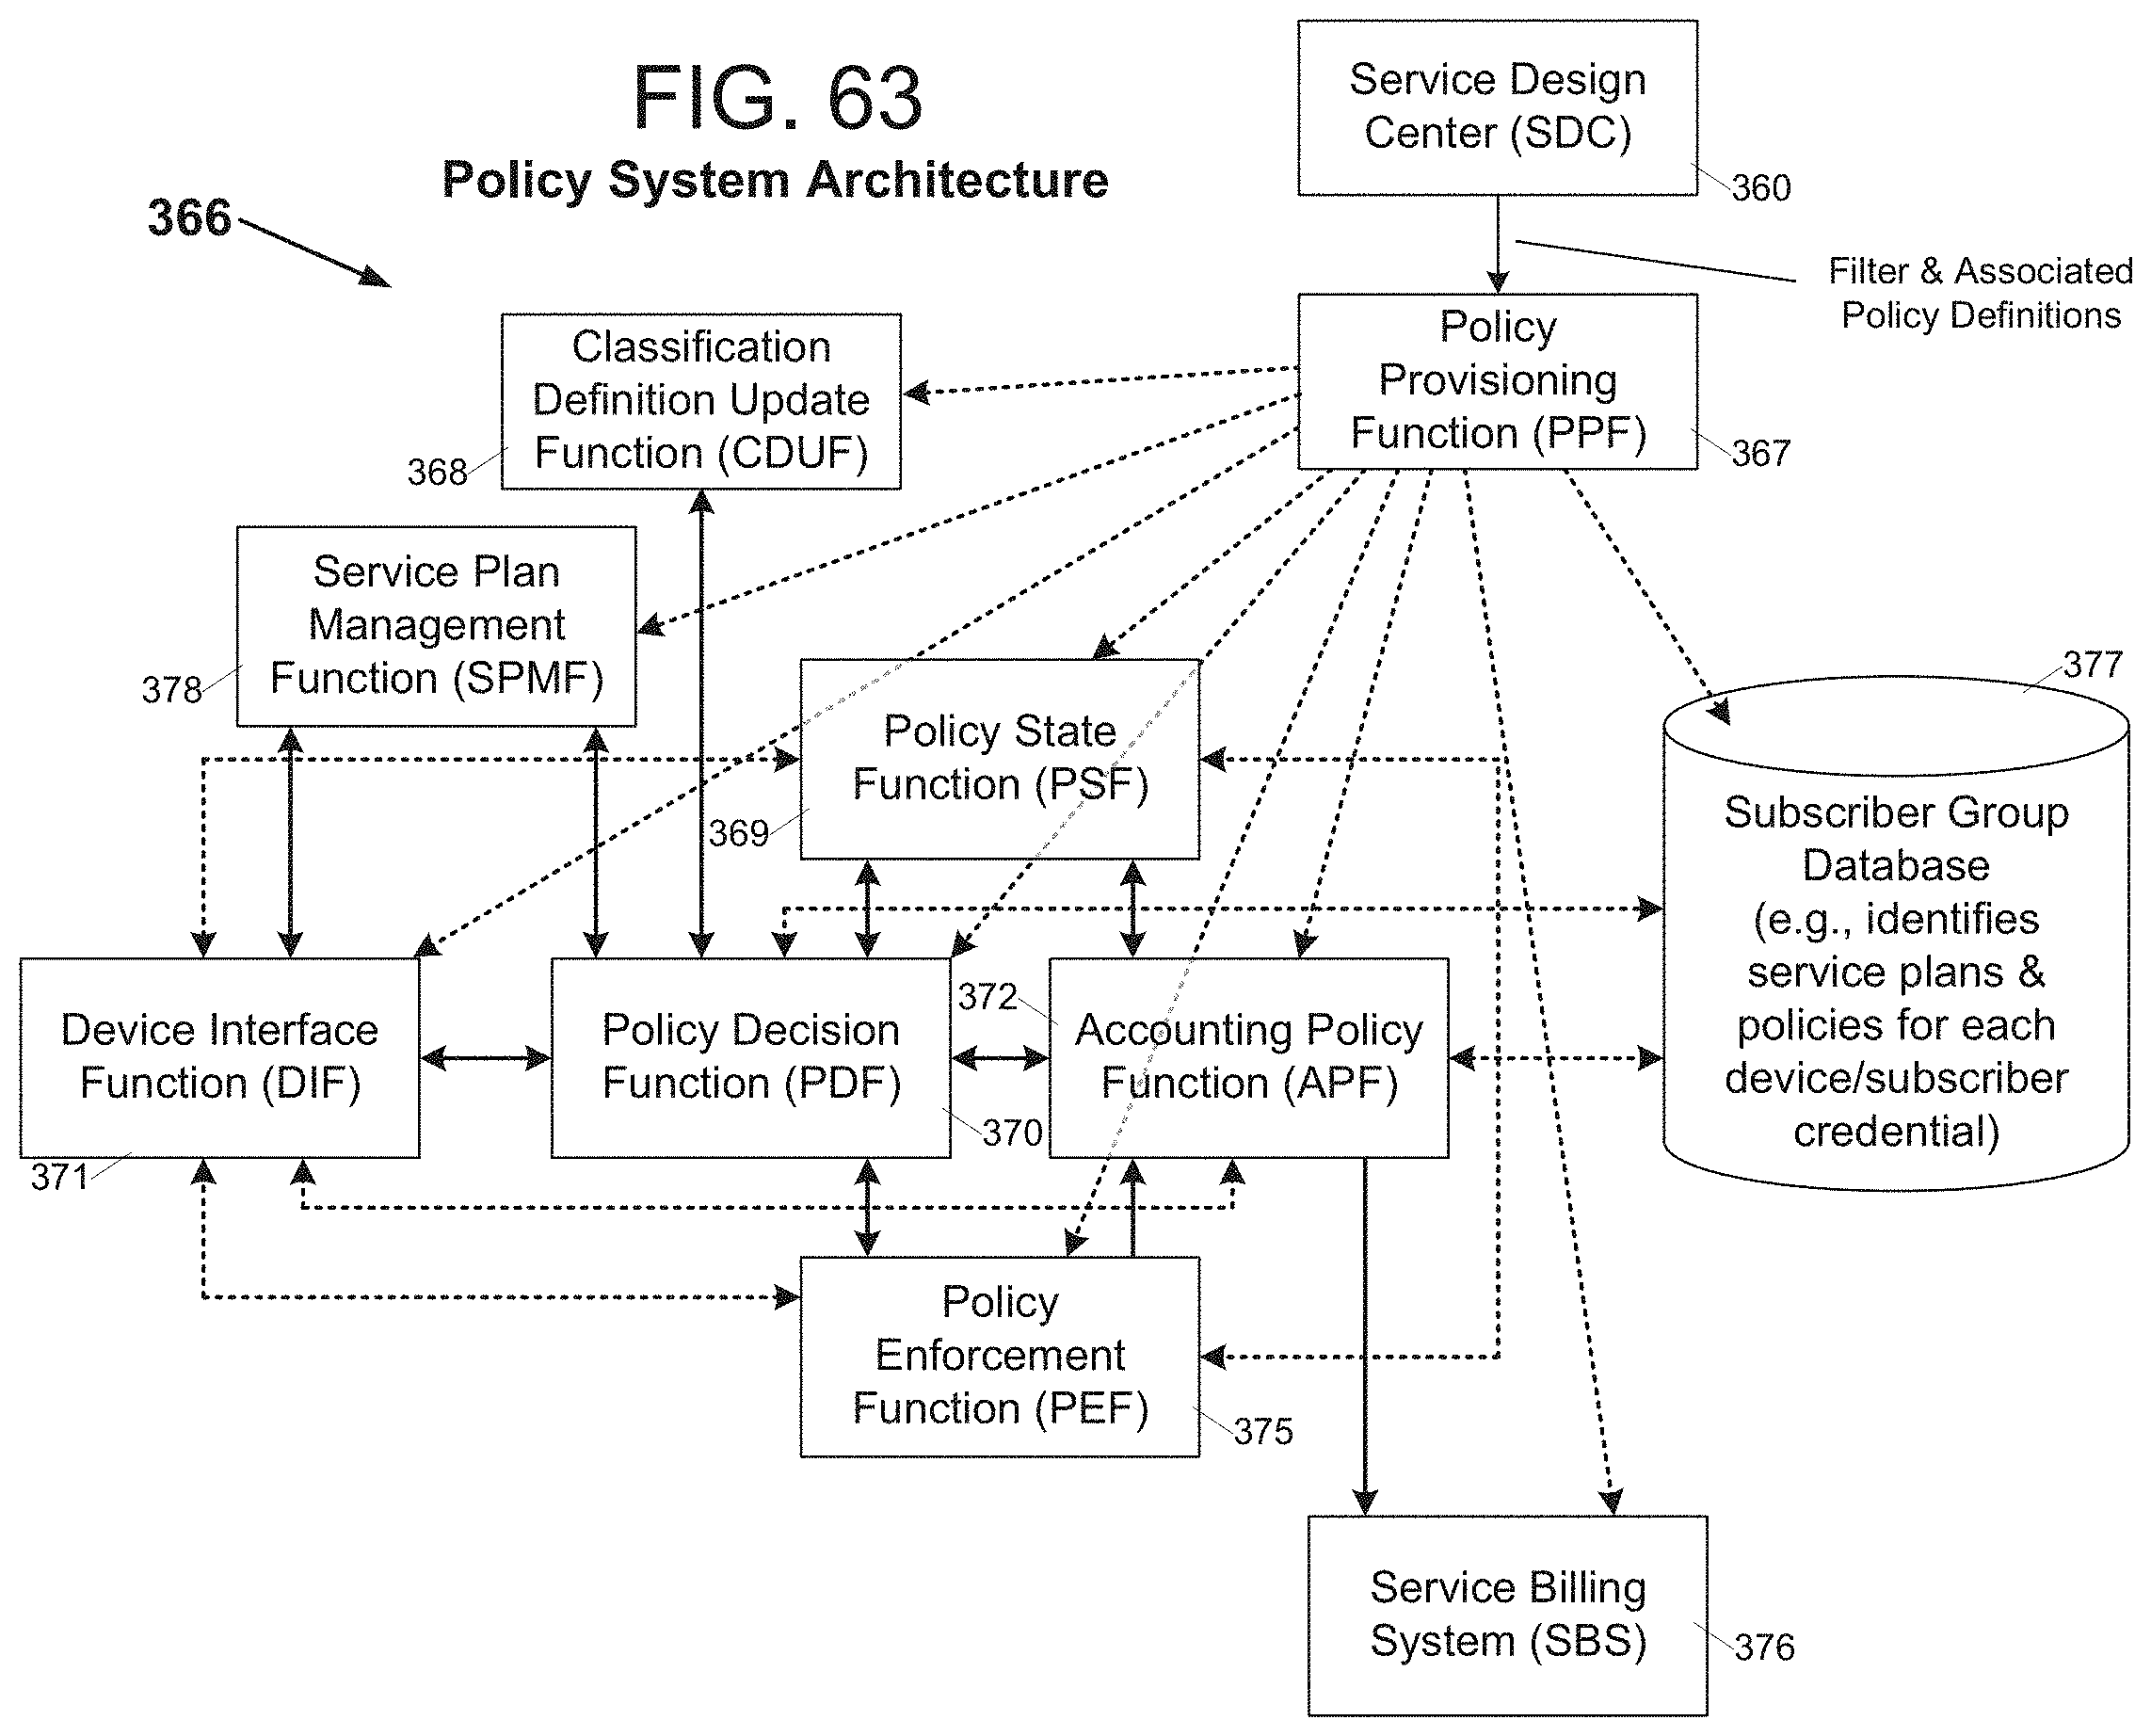 FIG. 63
Policy System Architecture
366
Service Design
Center (SDC)
360
Filter & Associated
Policy Definitions
Policy
Provisioning
Function (PPF)
367
Classification
Definition Update
Function (CDUF)
368
Service Plan
Management
Function (SPMF)
378
Policy State
Function (PSF)
369
377
Subscriber Group
Database
(e.g., identifies
service plans &
policies for each
device/subscriber
credential)
Device Interface
Function (DIF)
371
Policy Decision
Function (PDF)
370
372
Accounting Policy
Function (APF)
Policy
Enforcement
Function (PEF)
375
Service Billing
System (SBS)
376